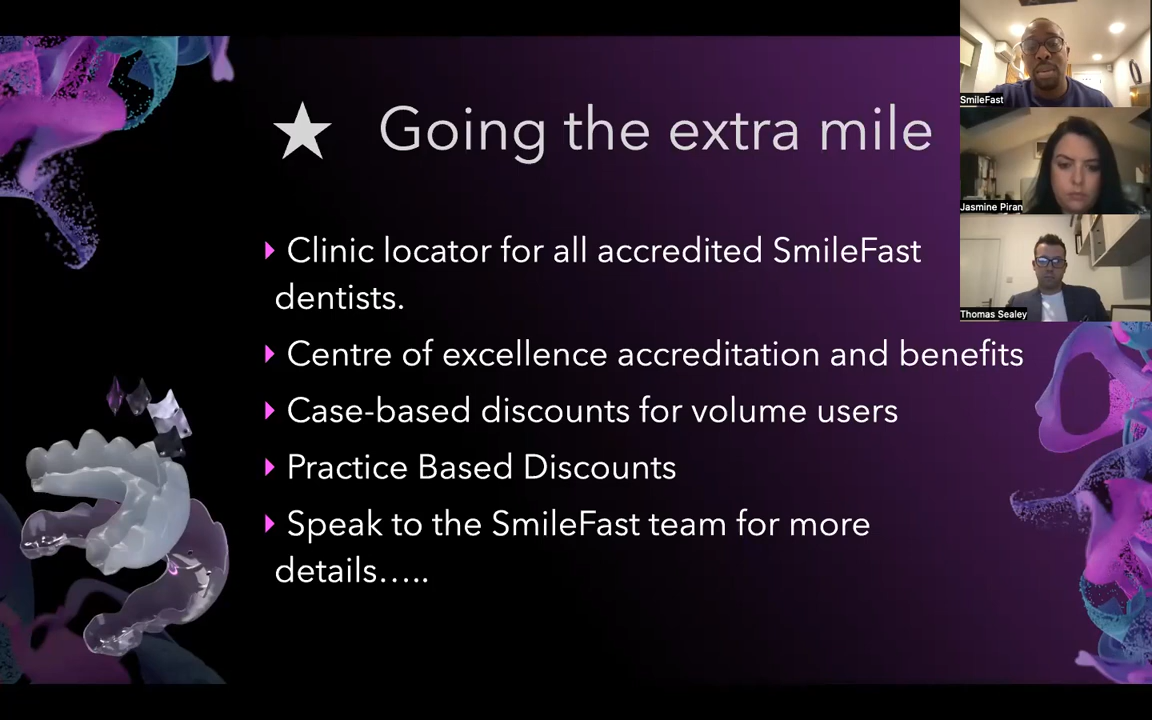 Going the extra mile
Clinic locator for all accredited SmileFast
dentists.
Centre of excellence accreditation and benefits
Case-based discounts for volume users
Practice Based Discounts
Speak to the SmileFast team for more
details.....
SmileFast
Jasmine Piran
Thomas Sealey